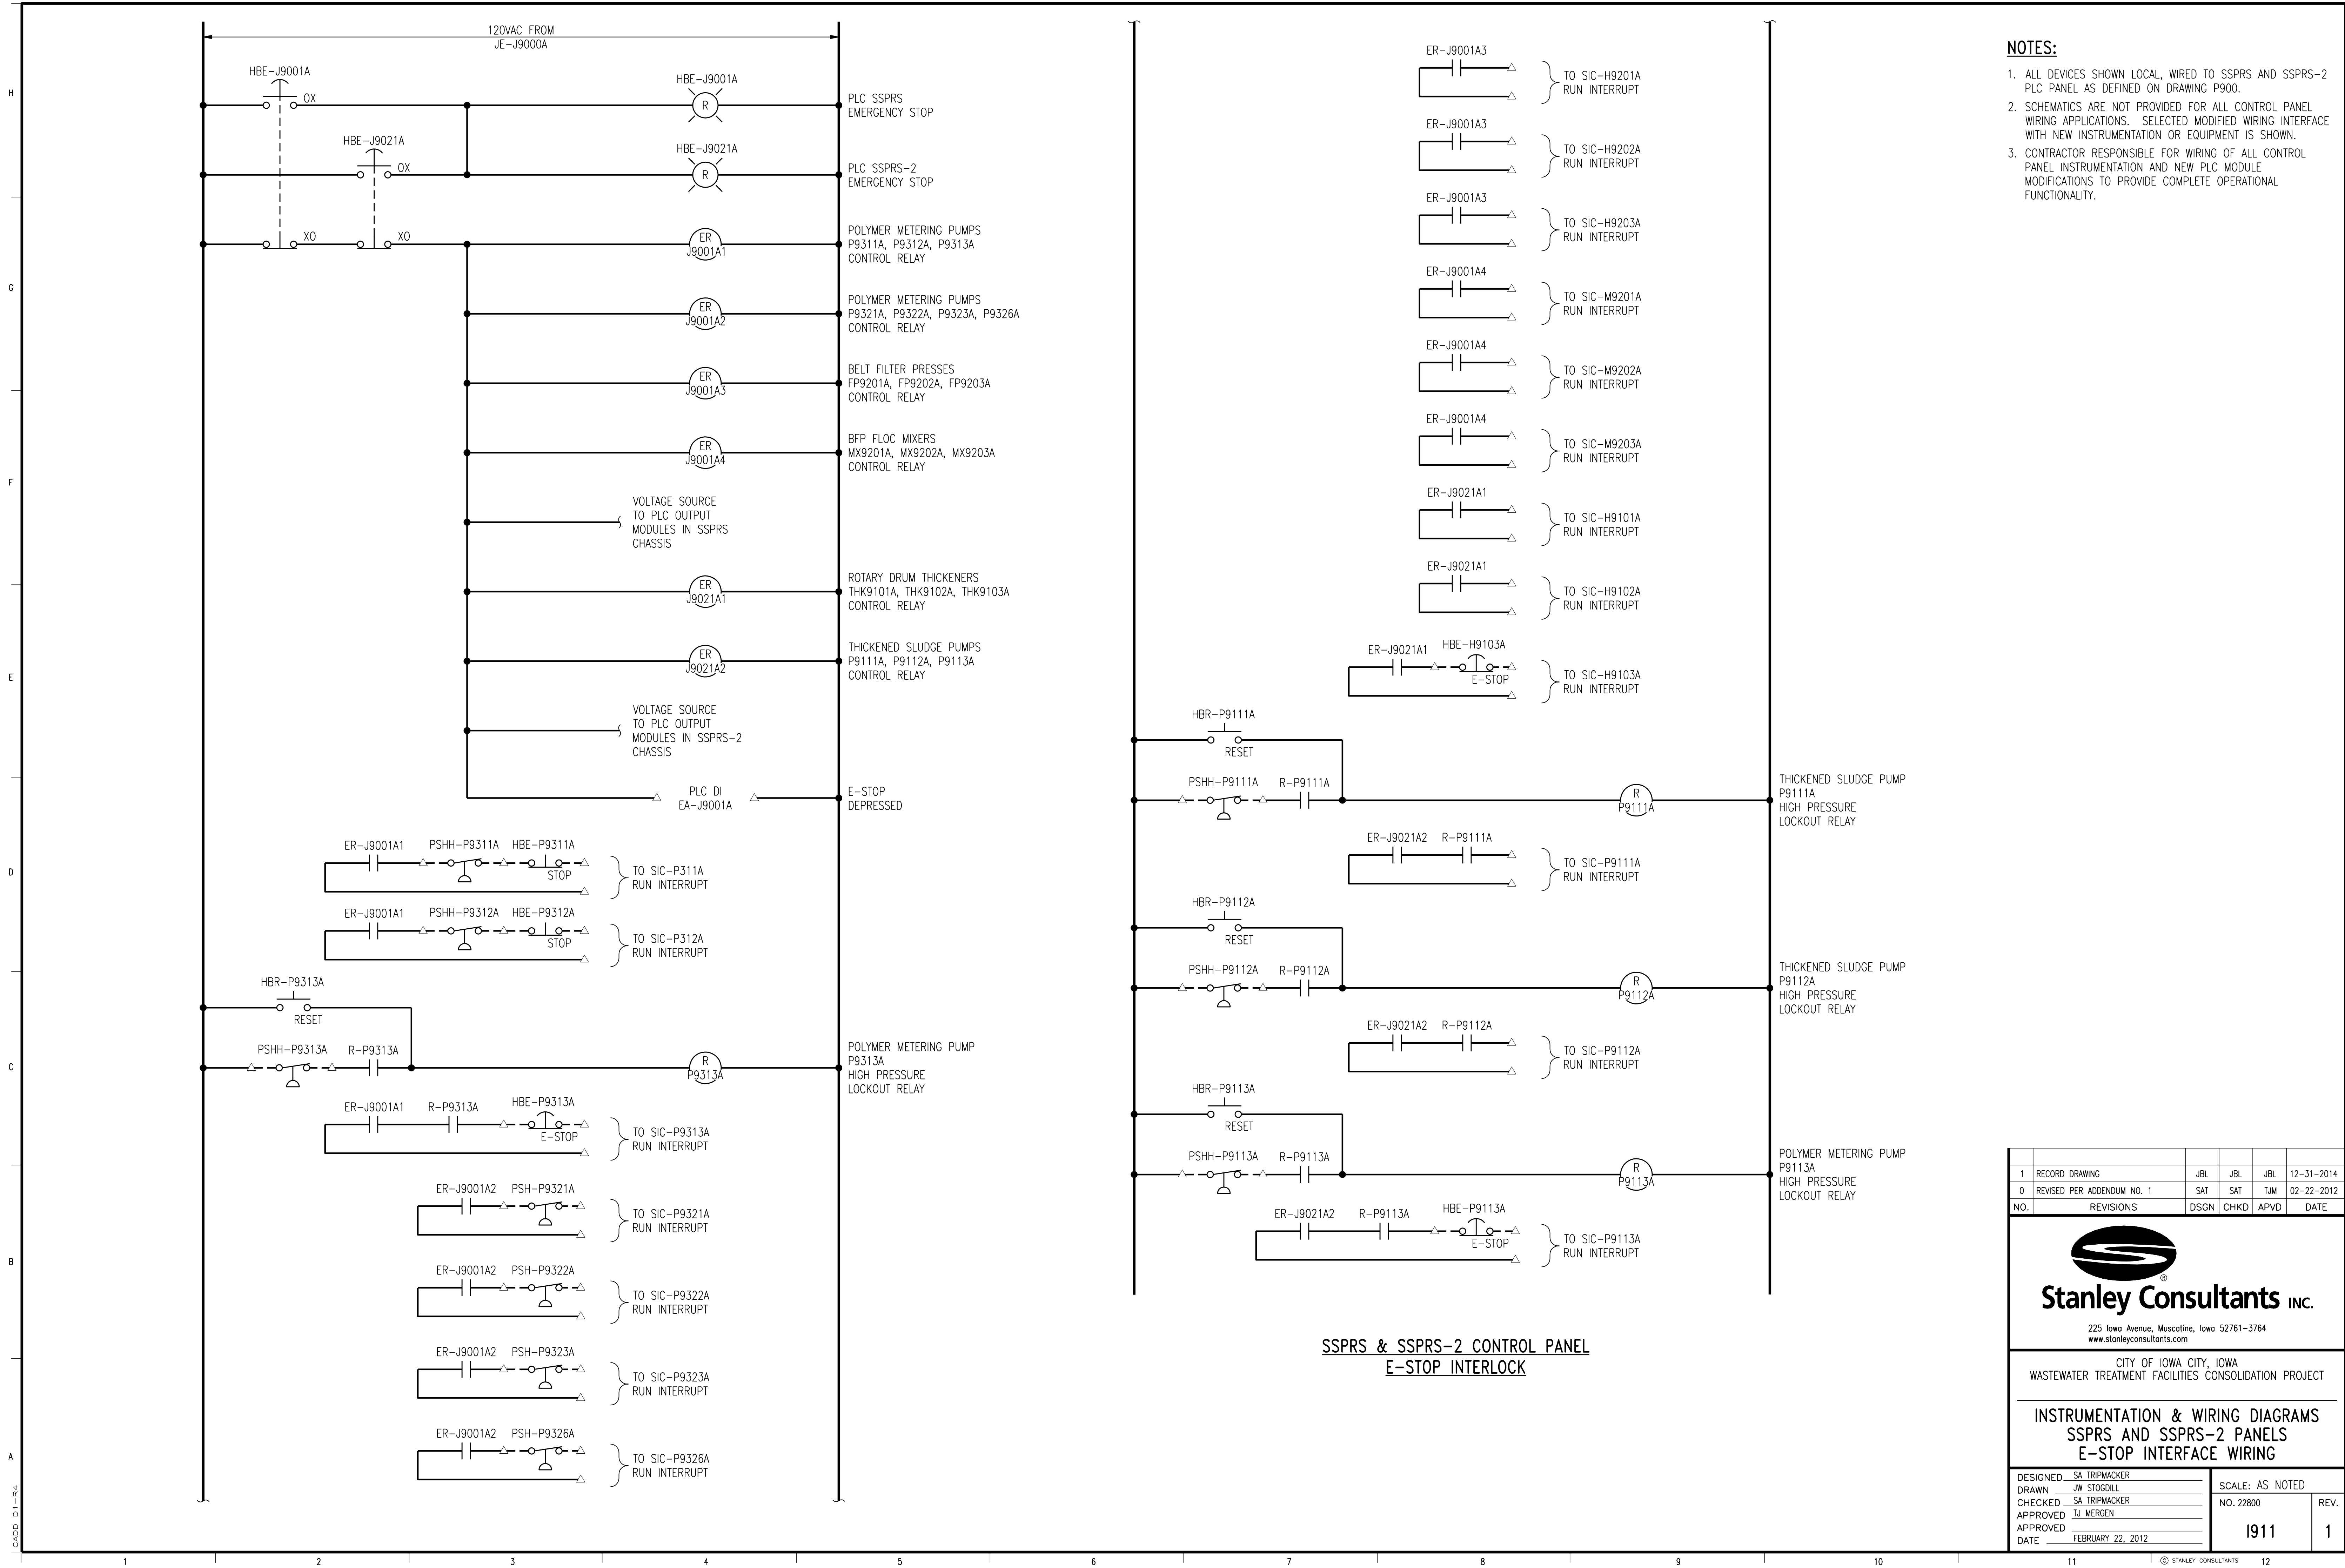 120VAC FROM
JE-J9000A
HBE-J9001A
OX
HBE-J9001A
R
PLC SSPRS
EMERGENCY STOP
HBE-J9021A
OX
HBE-J9021A
R
PLC SSPRS-2
EMERGENCY STOP
XO
XO
ER
J9001A1
POLYMER METERING PUMPS
P9311A, P9312A, P9313A
CONTROL RELAY
ER
J9001A2
POLYMER METERING PUMPS
P9321A, P9322A, P9323A, P9326A
CONTROL RELAY
ER
J9001A3
BELT FILTER PRESSES
FP9201A, FP9202A, FP9203A
CONTROL RELAY
ER
J9001A4
BFP FLOC MIXERS
MX9201A, MX9202A, MX9203A
CONTROL RELAY
VOLTAGE SOURCE
TO PLC OUTPUT
MODULES IN SSPRS
CHASSIS
ER
J9021A1
ROTARY DRUM THICKENERS
THK9101A, THK9102A, THK9103A
CONTROL RELAY
ER
J9021A2
THICKENED SLUDGE PUMPS
P9111A, P9112A, P9113A
CONTROL RELAY
VOLTAGE SOURCE
TO PLC OUTPUT
MODULES IN SSPRS-2
CHASSIS
PLC DI
EA-J9001A
E-STOP
DEPRESSED
ER-J9001A1 PSHH-P9311A HBE-P9311A
STOP
TO SIC-P311A
RUN INTERRUPT
ER-J9001A1 PSHH-P9312A HBE-P9312A
STOP
TO SIC-P312A
RUN INTERRUPT
HBR-P9313A
RESET
PSHH-P9313A R-P9313A
R
P9313A
POLYMER METERING PUMP
P9313A
HIGH PRESSURE
LOCKOUT RELAY
ER-J9001A1 R-P9313A HBE-P9313A
E-STOP
TO SIC-P9313A
RUN INTERRUPT
ER-J9001A2 PSH-P9321A
TO SIC-P9321A
RUN INTERRUPT
ER-J9001A2 PSH-P9322A
TO SIC-P9322A
RUN INTERRUPT
ER-J9001A2 PSH-P9323A
TO SIC-P9323A
RUN INTERRUPT
ER-J9001A2 PSH-P9326A
TO SIC-P9326A
RUN INTERRUPT
ER-J9001A3
TO SIC-H9201A
RUN INTERRUPT
ER-J9001A3
TO SIC-H9202A
RUN INTERRUPT
ER-J9001A3
TO SIC-H9203A
RUN INTERRUPT
ER-J9001A4
TO SIC-M9201A
RUN INTERRUPT
ER-J9001A4
TO SIC-M9202A
RUN INTERRUPT
ER-J9001A4
TO SIC-M9203A
RUN INTERRUPT
ER-J9021A1
TO SIC-H9101A
RUN INTERRUPT
ER-J9021A1
TO SIC-H9102A
RUN INTERRUPT
ER-J9021A1 HBE-H9103A
E-STOP
TO SIC-H9103A
RUN INTERRUPT
HBR-P9111A
RESET
PSHH-P9111A R-P9111A
R
P9111A
THICKENED SLUDGE PUMP
P9111A
HIGH PRESSURE
LOCKOUT RELAY
ER-J9021A2 R-P9111A
TO SIC-P9111A
RUN INTERRUPT
HBR-P9112A
RESET
PSHH-P9112A R-P9112A
R
P9112A
THICKENED SLUDGE PUMP
P9112A
HIGH PRESSURE
LOCKOUT RELAY
ER-J9021A2 R-P9112A
TO SIC-P9112A
RUN INTERRUPT
HBR-P9113A
RESET
PSHH-P9113A R-P9113A
R
P9113A
POLYMER METERING PUMP
P9113A
HIGH PRESSURE
LOCKOUT RELAY
ER-J9021A2 R-P9113A HBE-P9113A
E-STOP
TO SIC-P9113A
RUN INTERRUPT
SSPRS & SSPRS-2 CONTROL PANEL
E-STOP INTERLOCK
NOTES:
1. ALL DEVICES SHOWN LOCAL, WIRED TO SSPRS AND SSPRS-2
PLC PANEL AS DEFINED ON DRAWING P900.
2. SCHEMATICS ARE NOT PROVIDED FOR ALL CONTROL PANEL
WIRING APPLICATIONS. SELECTED MODIFIED WIRING INTERFACE
WITH NEW INSTRUMENTATION OR EQUIPMENT IS SHOWN.
3. CONTRACTOR RESPONSIBLE FOR WIRING OF ALL CONTROL
PANEL INSTRUMENTATION AND NEW PLC MODULE
MODIFICATIONS TO PROVIDE COMPLETE OPERATIONAL
FUNCTIONALITY.
1 RECORD DRAWING JBL JBL JBL 12-31-2014
0 REVISED PER ADDENDUM NO. 1 SAT SAT TJM 02-22-2012
NO. REVISIONS DSGN CHKD APVD DATE
®
Stanley Consultants INC.
225 Iowa Avenue, Muscatine, Iowa 52761-3764
www.stanleyconsultants.com
CITY OF IOWA CITY, IOWA
WASTEWATER TREATMENT FACILITIES CONSOLIDATION PROJECT
INSTRUMENTATION & WIRING DIAGRAMS
SSPRS AND SSPRS-2 PANELS
E-STOP INTERFACE WIRING
DESIGNED SA TRIPMACKER
DRAWN JW STOGDILL
CHECKED SA TRIPMACKER
APPROVED TJ MERGEN
APPROVED
DATE FEBRUARY 22, 2012
SCALE: AS NOTED
NO. 22800
REV.
I911
1
© STANLEY CONSULTANTS
H
G
F
E
D
C
B
A
CADD D1-R4
1 2 3 4 5 6 7 8 9 10 11 12